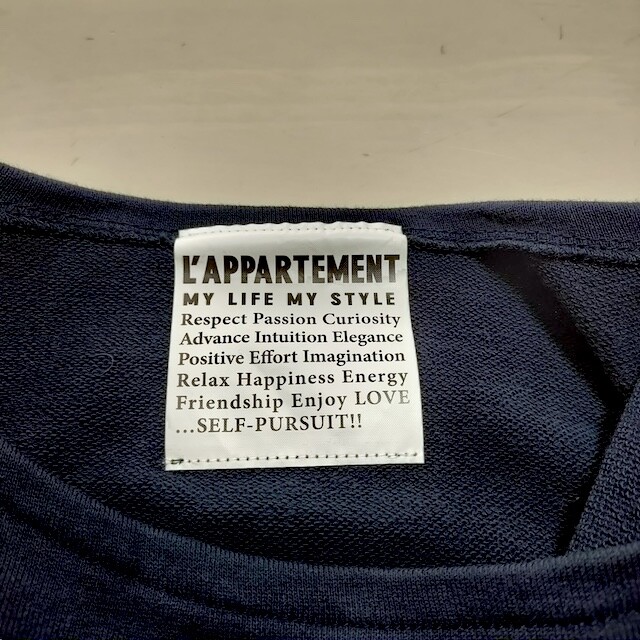 L'APPARTEMENT
MY LIFE MY STYLE
Respect Passion Curiosity
Advance Intuition Elegance
Positive Effort Imagination
Relax Happiness Energy
Friendship Enjoy LOVE
...SELF-PURSUIT!!